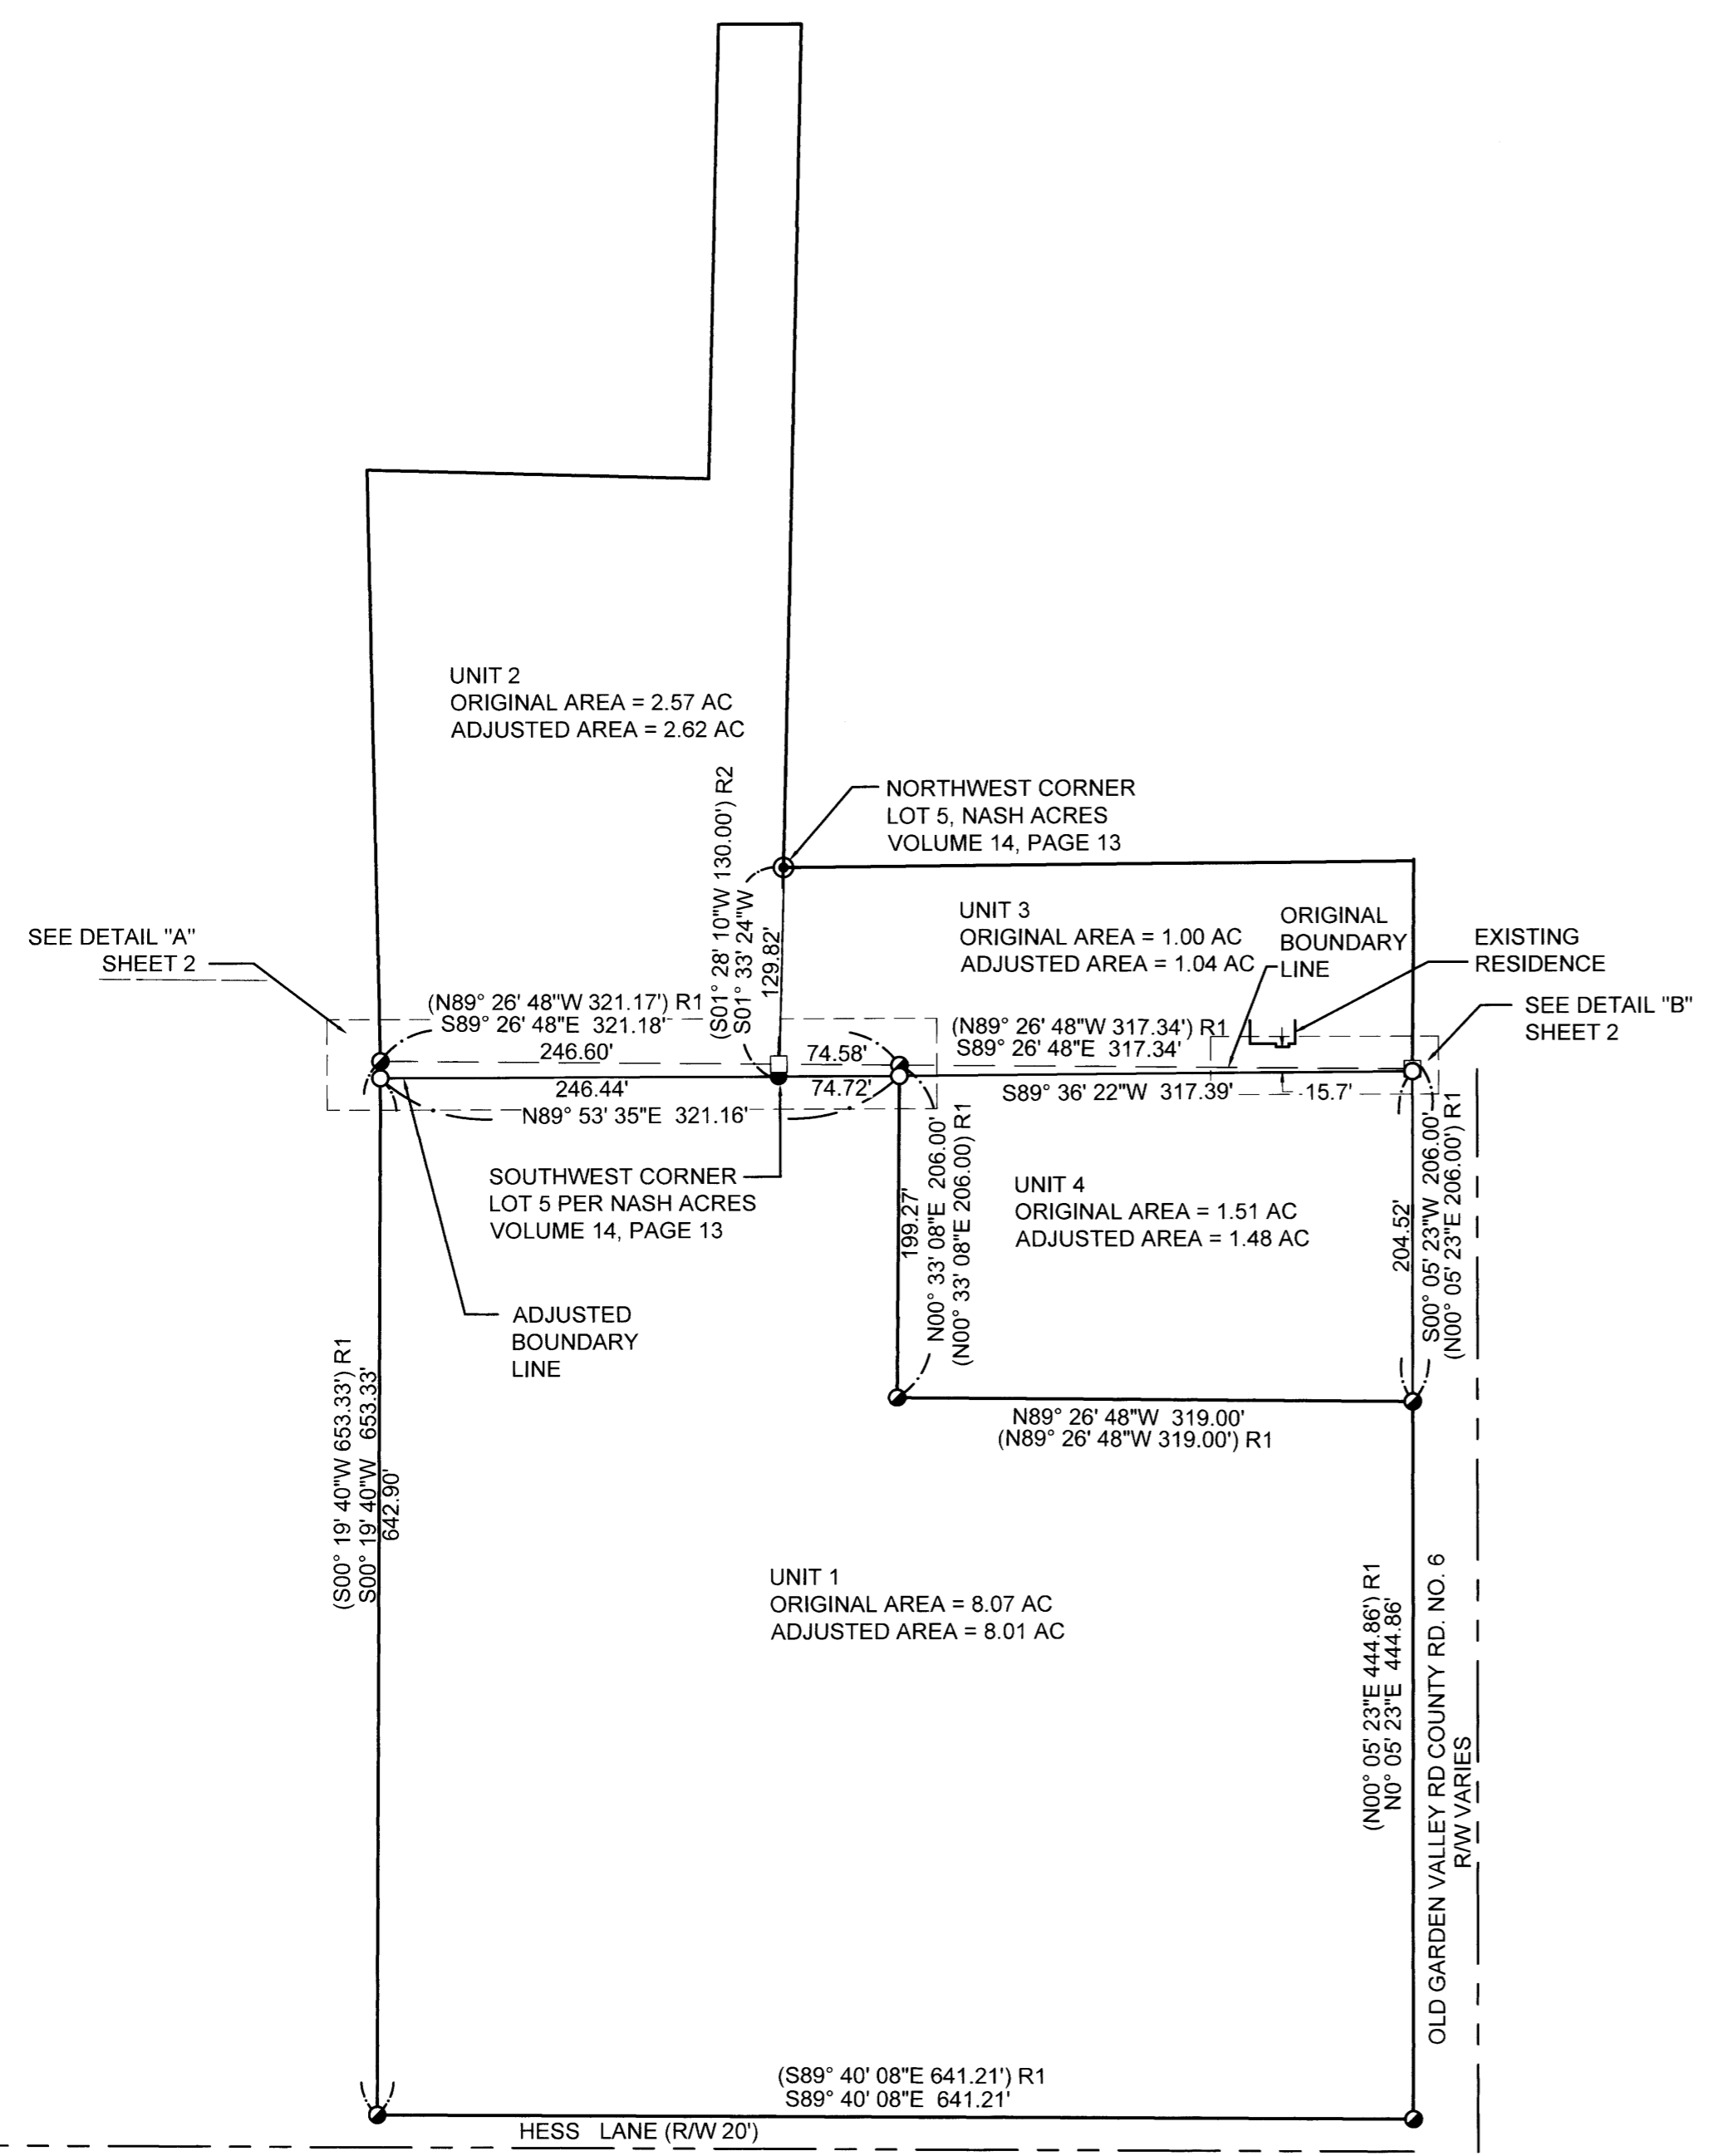 UNIT 2
ORIGINAL AREA = 2.57 AC
ADJUSTED AREA = 2.62 AC
(S01° 28' 10"W 130.00') R2
S01° 33' 24"W
129.82'
NORTHWEST CORNER
LOT 5, NASH ACRES
VOLUME 14, PAGE 13
UNIT 3
ORIGINAL AREA = 1.00 AC
ADJUSTED AREA = 1.04 AC
ORIGINAL
BOUNDARY
LINE
EXISTING
RESIDENCE
SEE DETAIL "A"
SHEET 2
SEE DETAIL "B"
SHEET 2
(N89° 26' 48"W 321.17') R1
S89° 26' 48"E 321.18'
246.60'
74.58'
(N89° 26' 48"W 317.34') R1
S89° 26' 48"E 317.34'
246.44'
74.72'
N89° 53' 35"E 321.16'
S89° 36' 22"W 317.39'
15.7'
SOUTHWEST CORNER
LOT 5 PER NASH ACRES
VOLUME 14, PAGE 13
199.27'
N00° 33' 08"E 206.00'
(N00° 33' 08"E 206.00) R1
UNIT 4
ORIGINAL AREA = 1.51 AC
ADJUSTED AREA = 1.48 AC
204.52'
S00° 05' 23"W 206.00'
(N00° 05' 23"E 206.00') R1
ADJUSTED
BOUNDARY
LINE
N89° 26' 48"W 319.00'
(N89° 26' 48"W 319.00') R1
(S00° 19' 40"W 653.33') R1
S00° 19' 40"W 653.33'
642.90'
UNIT 1
ORIGINAL AREA = 8.07 AC
ADJUSTED AREA = 8.01 AC
(N00° 05' 23"E 444.86') R1
N0° 05' 23"E 444.86'
OLD GARDEN VALLEY RD COUNTY RD. NO. 6
R/W VARIES
(S89° 40' 08"E 641.21') R1
S89° 40' 08"E 641.21'
HESS LANE (R/W 20')